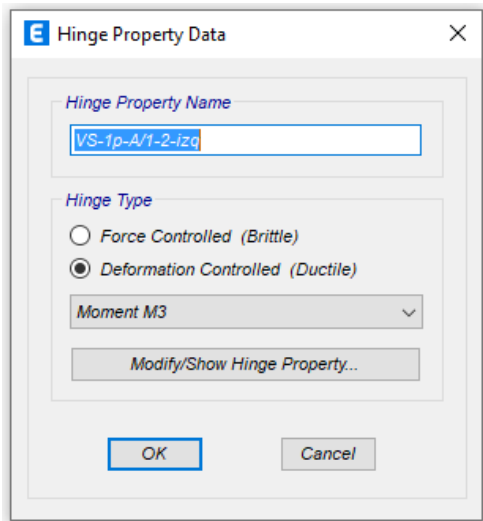 E Hinge Property Data
Hinge Property Name
VS-1p-A/1-2-izq
Hinge Type
Force Controlled (Brittle)
Deformation Controlled (Ductile)
Moment M3
Modify/Show Hinge Property...
OK Cancel